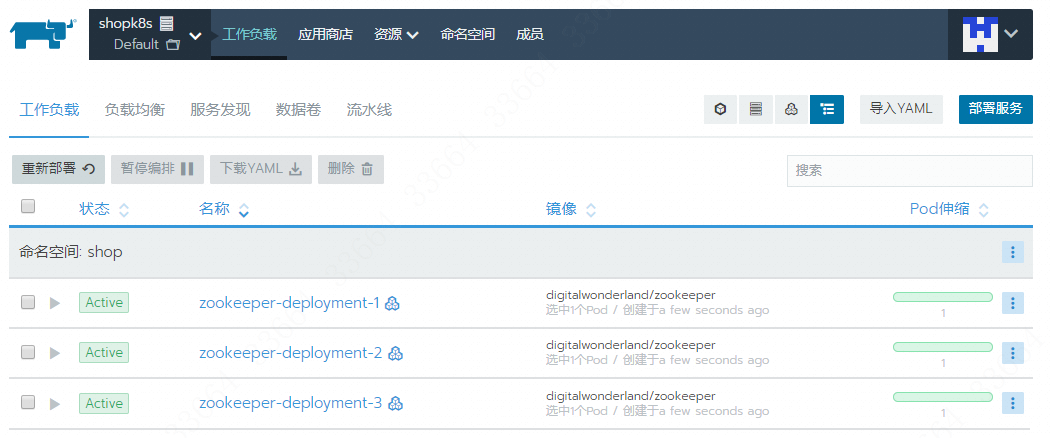 shopk8s
Default
工作负载 应用商店 资源 命名空间 成员
工作负载 负载均衡 服务发现 数据卷 流水线
导入YAML 部署服务
重新部署 暂停编排 下载YAML 删除 搜索
状态 名称 镜像 Pod伸缩
命名空间: shop
Active zookeeper-deployment-1 digitalwonderland/zookeeper
选中1个Pod / 创建于a few seconds ago 1
Active zookeeper-deployment-2 digitalwonderland/zookeeper
选中1个Pod / 创建于a few seconds ago 1
Active zookeeper-deployment-3 digitalwonderland/zookeeper
选中1个Pod / 创建于a few seconds ago 1